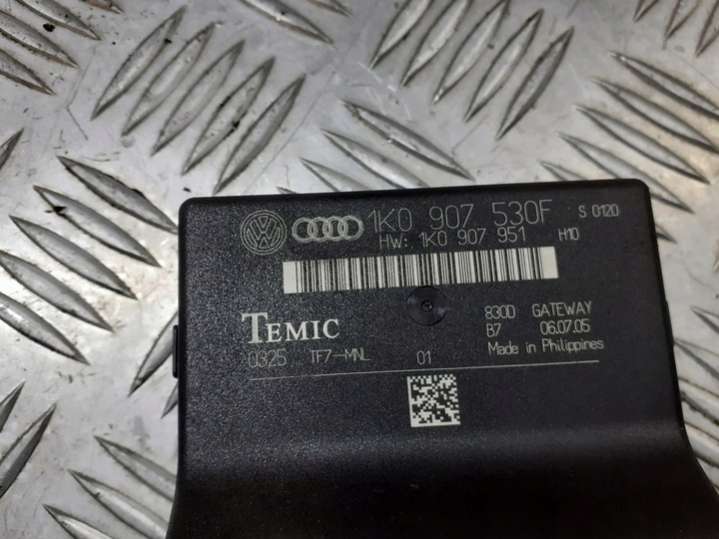 1K0 907 530F S 0120
HW: 1K0 907 951 H10
TEMIC
830D GATEWAY
B7 06.07.05
Made in Philippines
0325 TF7-MNL 01